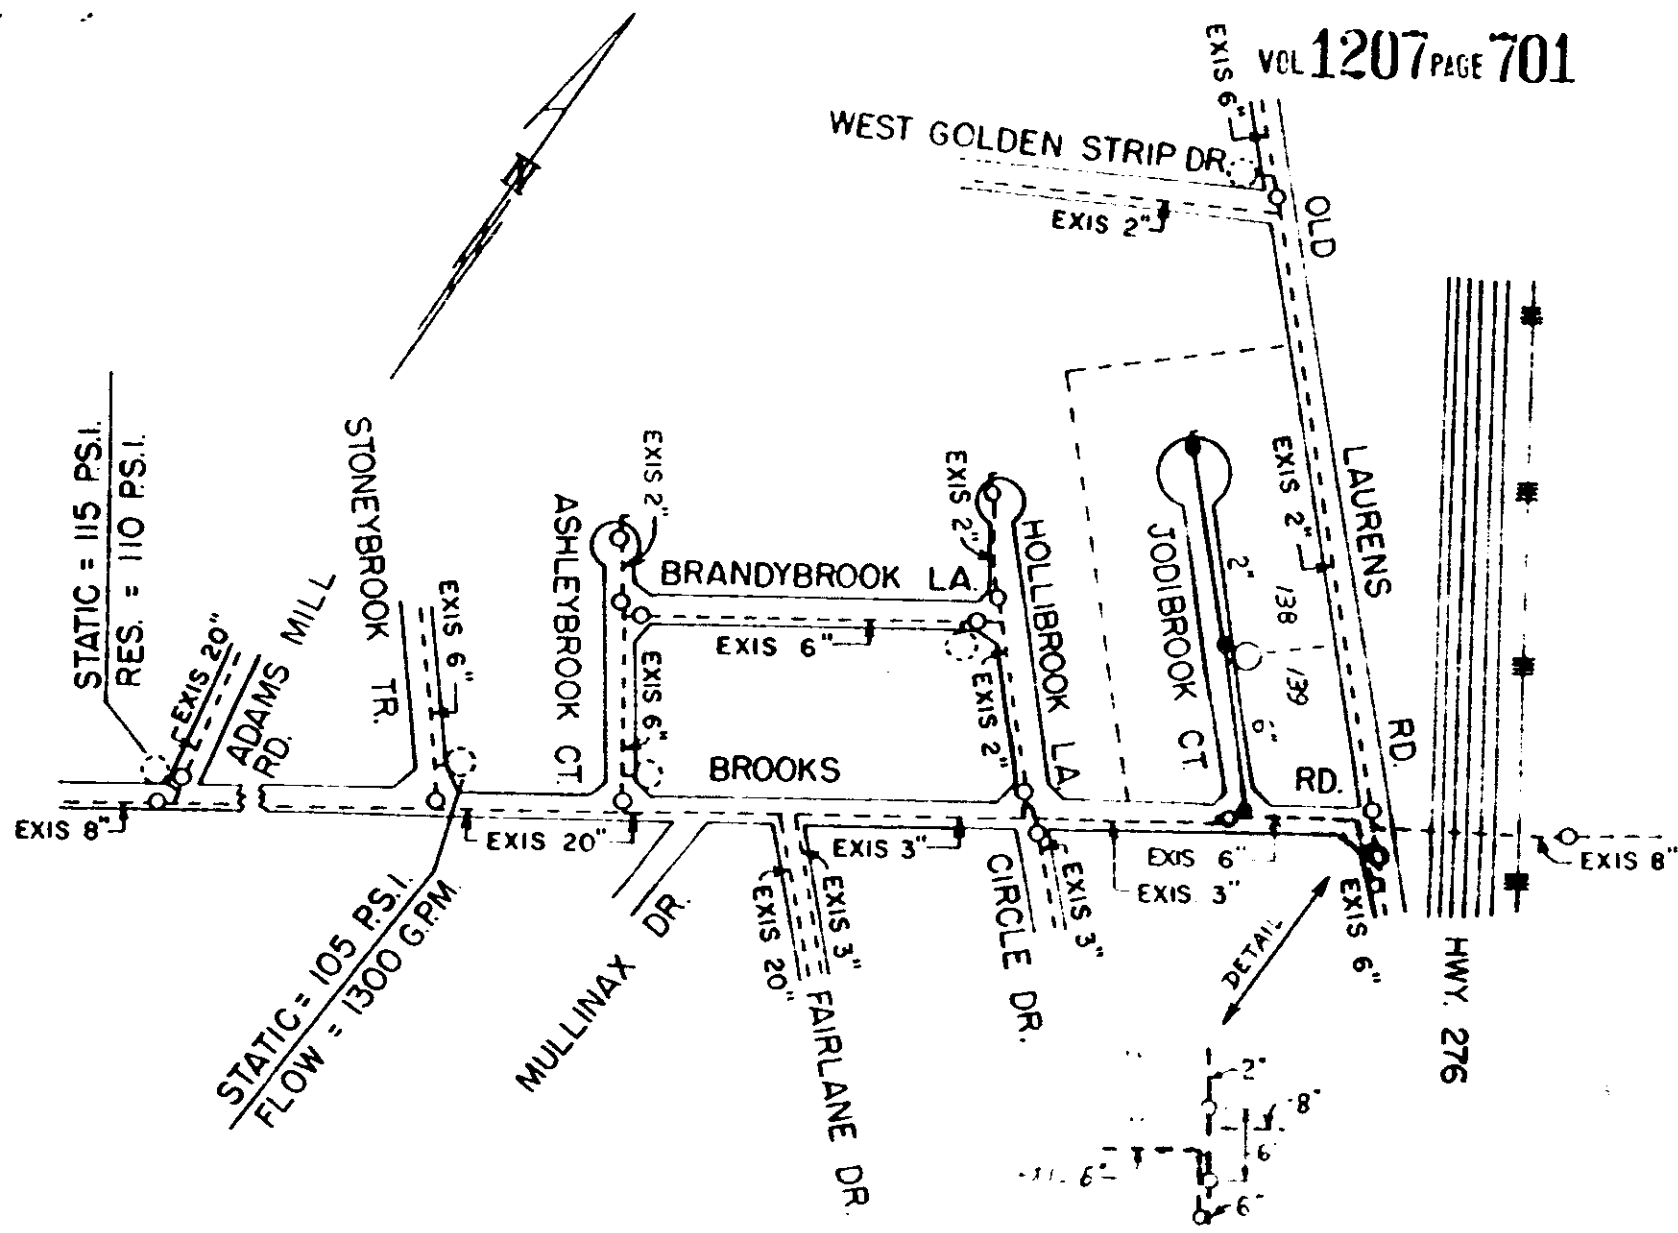 VOL 1207 PAGE 701
EXIS 6"
WEST GOLDEN STRIP DR.
EXIS 2"
OLD
LAURENS
RD.
N
STATIC = 115 P.S.I.
RES. = 110 P.S.I.
STONEYBROOK
TR.
EXIS 2"
EXIS 2"
EXIS 2"
ASHLEYBROOK CT.
BRANDYBROOK LA.
HOLLIBROOK LA.
JODIBROOK CT.
2"
138
139
6"
EXIS 20"
ADAMS MILL
RD.
EXIS 6"
EXIS 6"
EXIS 6"
EXIS 2"
BROOKS
RD.
EXIS 8"
EXIS 20"
EXIS 3"
EXIS 6"
EXIS 3"
EXIS 8"
STATIC = 105 P.S.I.
FLOW = 1300 G.P.M.
MULLINAX DR.
EXIS 20"
EXIS 3"
FAIRLANE DR.
CIRCLE DR.
EXIS 3"
DETAIL
EXIS 6"
HWY. 276
2"
8"
6"
6"
6"